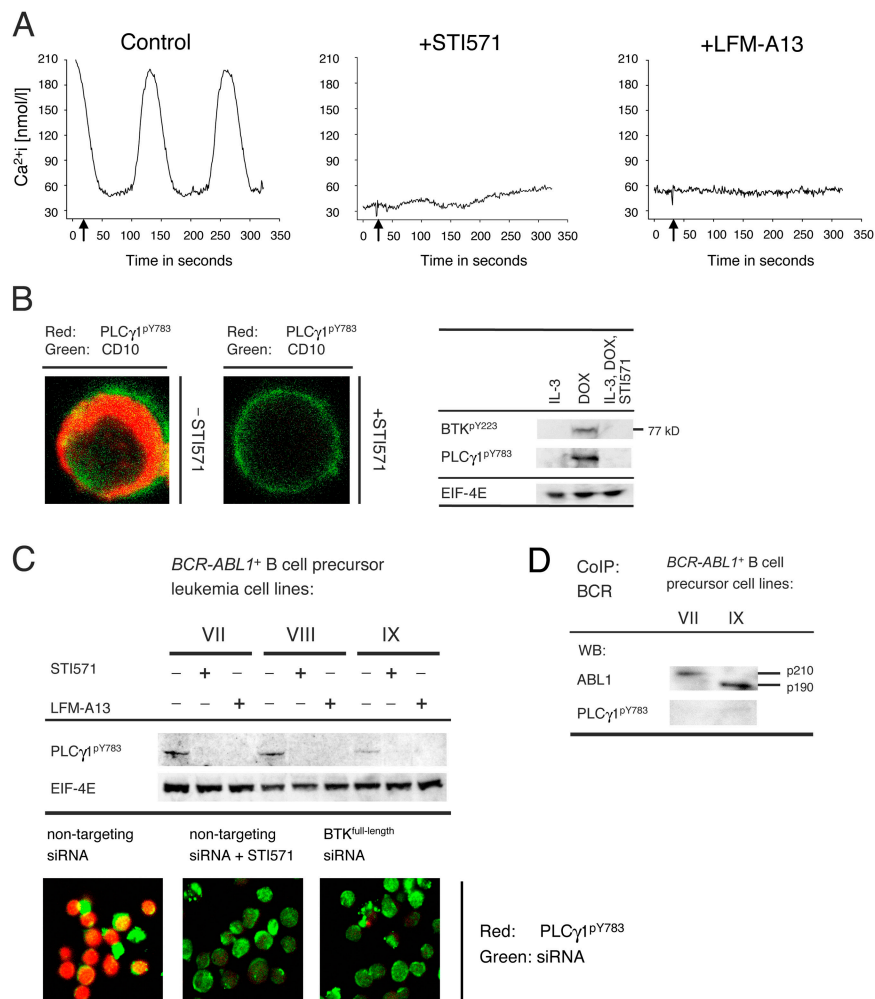 A
Control
+STI571
+LFM-A13
Ca²⁺i [nmol/l]
210
180
150
120
90
60
30
0 50 100 150 200 250 300 350
Time in seconds
210
180
150
120
90
60
30
0 50 100 150 200 250 300 350
Time in seconds
210
180
150
120
90
60
30
0 50 100 150 200 250 300 350
Time in seconds
B
Red: PLCγ1pY783
Green: CD10
–STI571
Red: PLCγ1pY783
Green: CD10
+STI571
IL-3
DOX
IL-3, DOX,
STI571
BTKpY223
77 kD
PLCγ1pY783
EIF-4E
C
BCR-ABL1⁺ B cell precursor
leukemia cell lines:
VII VIII IX
STI571 – + – – + – – + –
LFM-A13 – – + – – + – – +
PLCγ1pY783
EIF-4E
non-targeting
siRNA
non-targeting
siRNA + STI571
BTKfull-length
siRNA
Red: PLCγ1pY783
Green: siRNA
D
CoIP:
BCR
BCR-ABL1⁺ B cell
precursor cell lines:
VII IX
WB:
ABL1
p210
p190
PLCγ1pY783